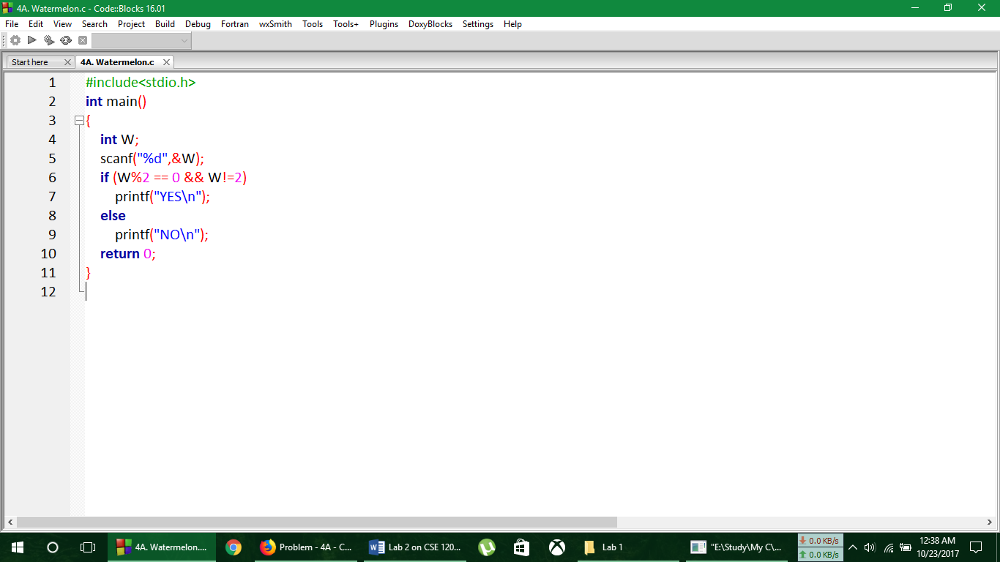 4A. Watermelon.c - Code::Blocks 16.01
File Edit View Search Project Build Debug Fortran wxSmith Tools Tools+ Plugins DoxyBlocks Settings Help
Start here 4A. Watermelon.c
1 #include<stdio.h>
2 int main()
3 {
4 int W;
5 scanf("%d",&W);
6 if (W%2 == 0 && W!=2)
7 printf("YES\n");
8 else
9 printf("NO\n");
10 return 0;
11 }
12
4A. Watermelon.... Problem - 4A - C... Lab 2 on CSE 120... Lab 1 "E:\Study\My C\... 0.0 KB/s 12:38 AM
0.0 KB/s 10/23/2017